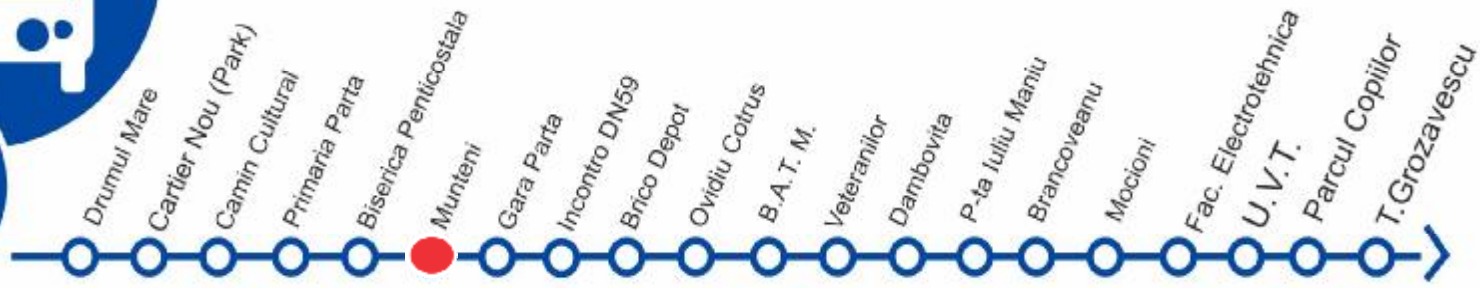 Drumul Mare
Cartier Nou (Park)
Camin Cultural
Primaria Parta
Biserica Penticostala
Munteni
Gara Parta
Incontro DN59
Brico Depot
Ovidiu Cotrus
B.A.T. M.
Veteranilor
Dambovita
P-ta Iuliu Maniu
Brancoveanu
Mocioni
Fac. Electrotehnica
U.V.T.
Parcul Copiilor
T.Grozavescu